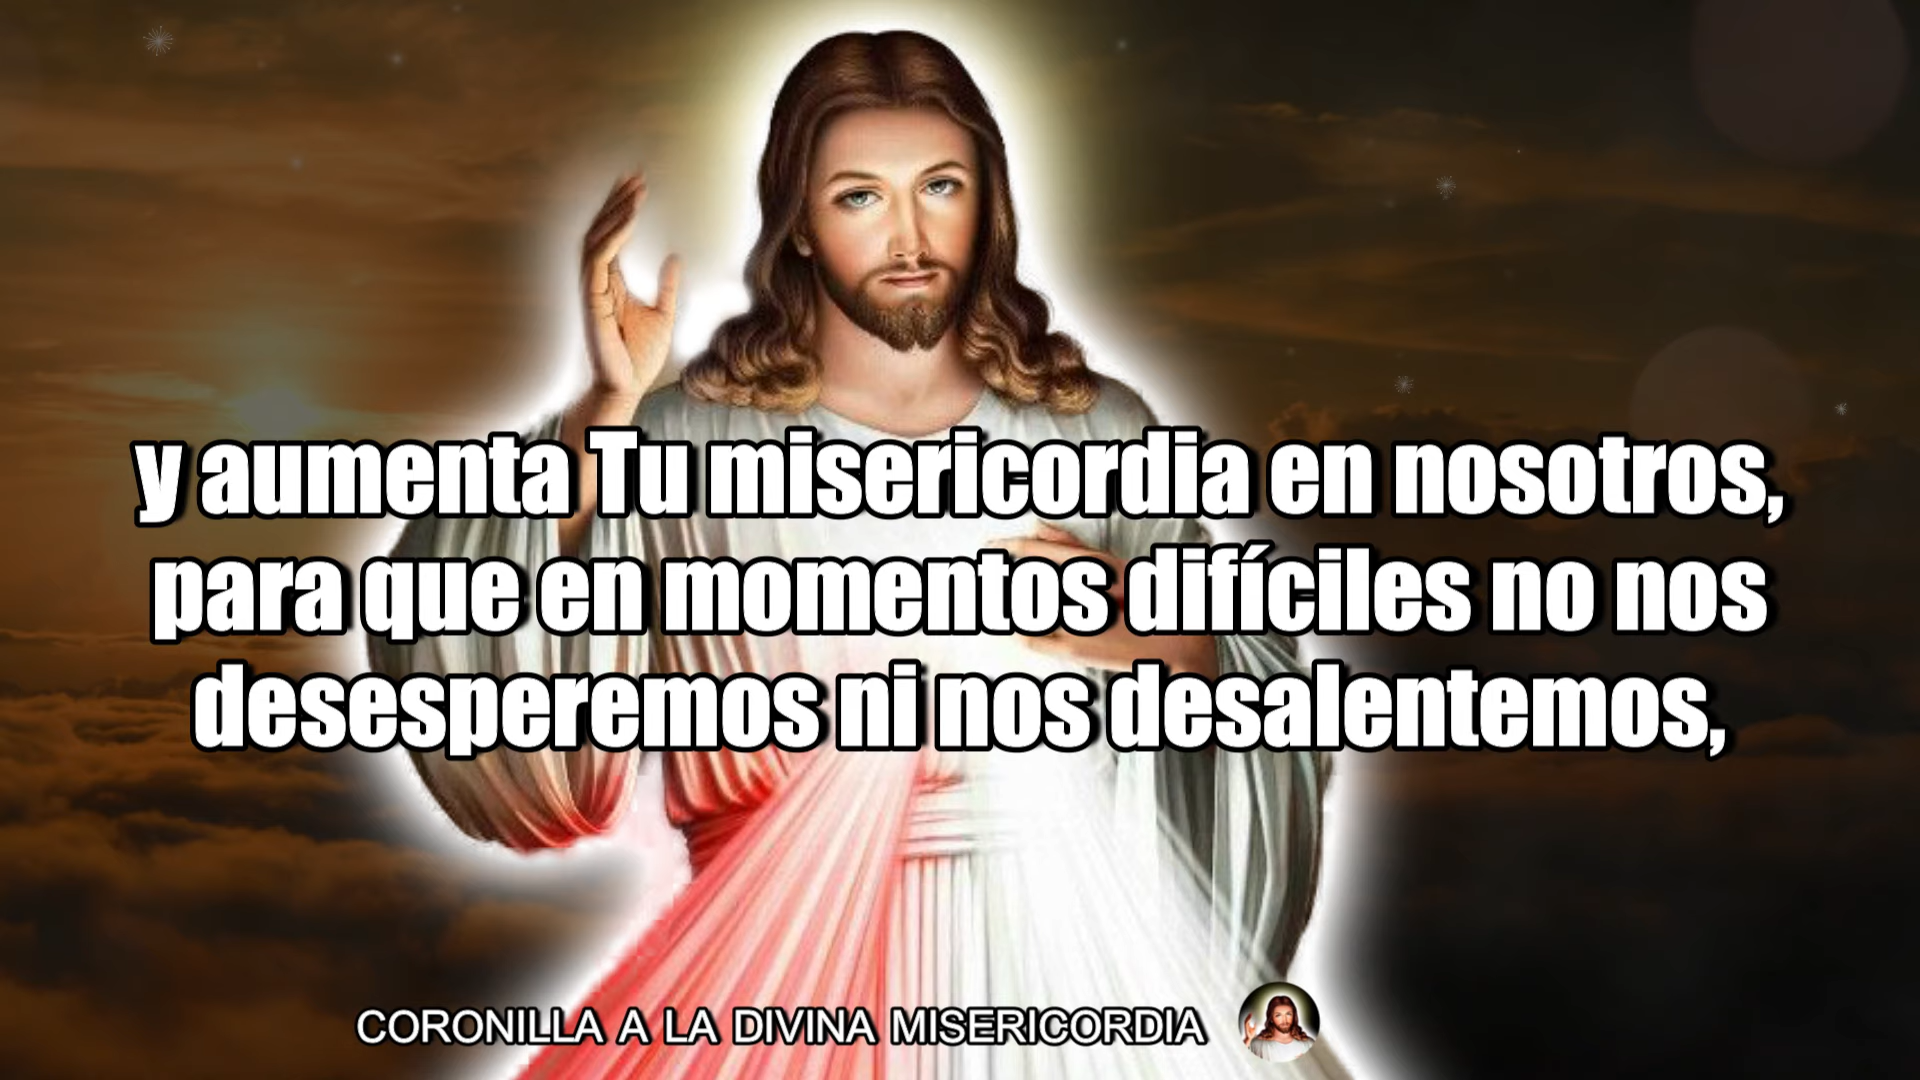 y aumenta Tu misericordia en nosotros,
para que en momentos difíciles no nos
desesperemos ni nos desalentemos,
CORONILLA A LA DIVINA MISERICORDIA